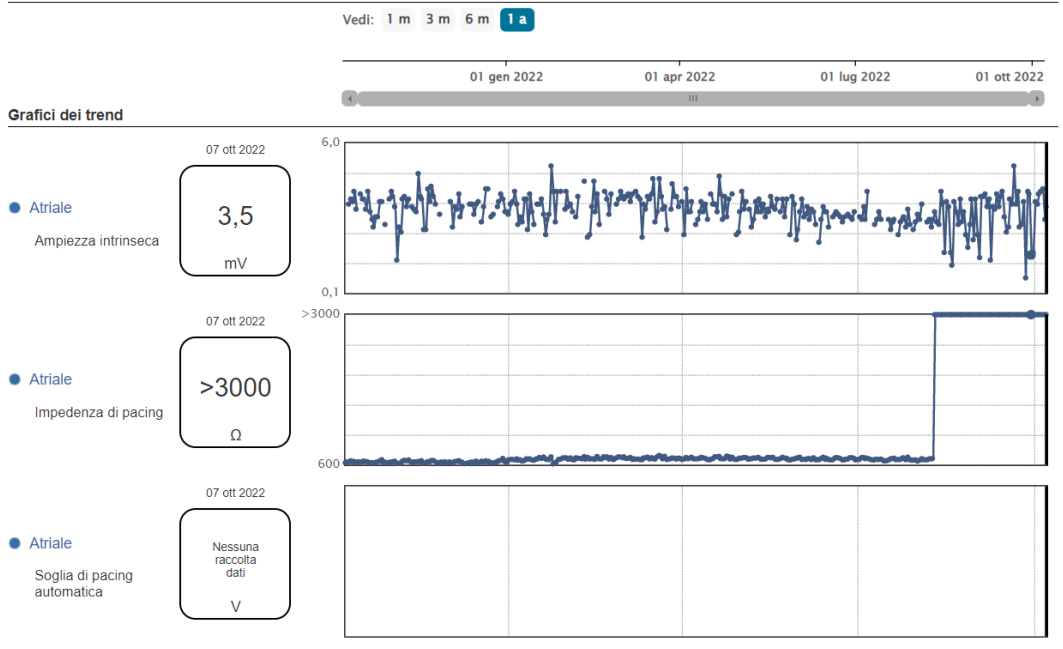 Vedi: 1 m 3 m 6 m 1 a
01 gen 2022 01 apr 2022 01 lug 2022 01 ott 2022
Grafici dei trend
07 ott 2022
Atriale
Ampiezza intrinseca
3,5
mV
6,0
0,1
07 ott 2022
Atriale
Impedenza di pacing
>3000
Ω
>3000
600
07 ott 2022
Atriale
Soglia di pacing
automatica
Nessuna
raccolta
dati
V